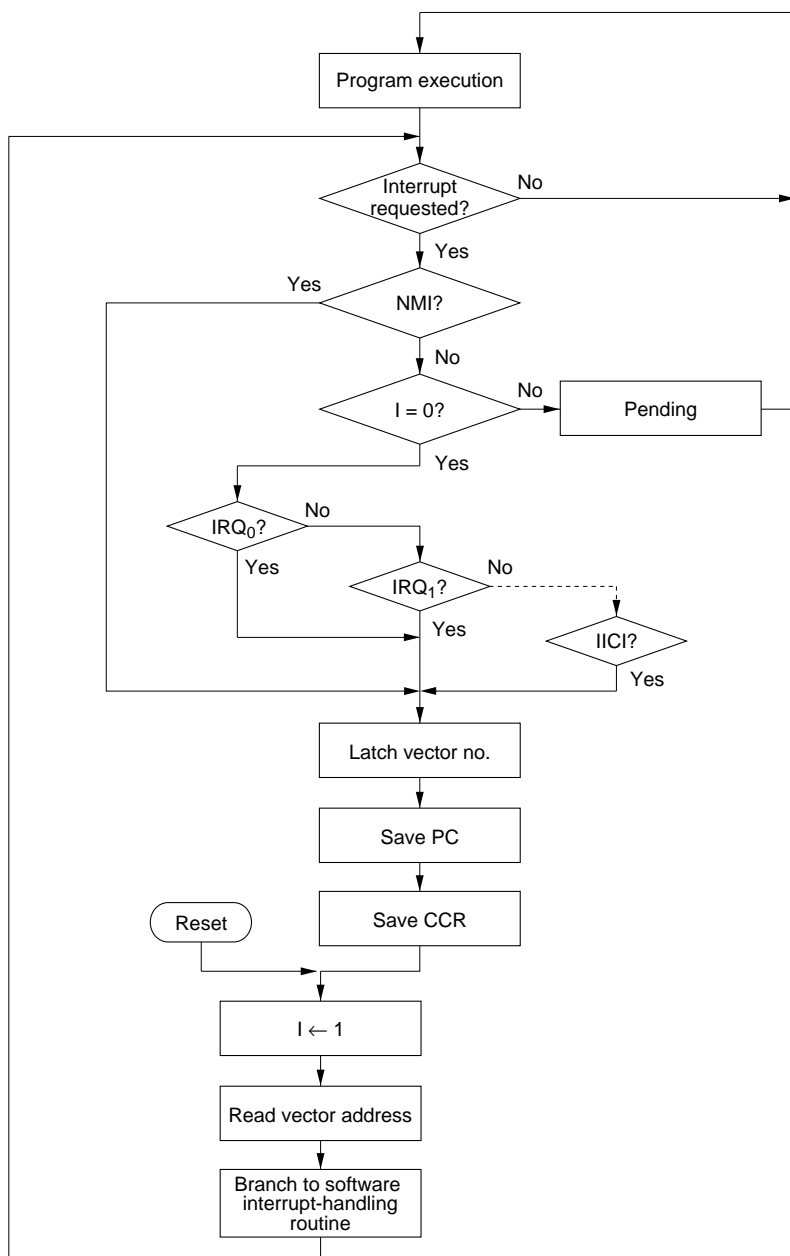 Program execution
Interrupt
requested?
No
Yes
Yes
NMI?
No
I = 0?
No
Pending
Yes
IRQ0?
No
Yes
IRQ1?
No
Yes
IICI?
Yes
Latch vector no.
Save PC
Reset
Save CCR
I ← 1
Read vector address
Branch to software
interrupt-handling
routine